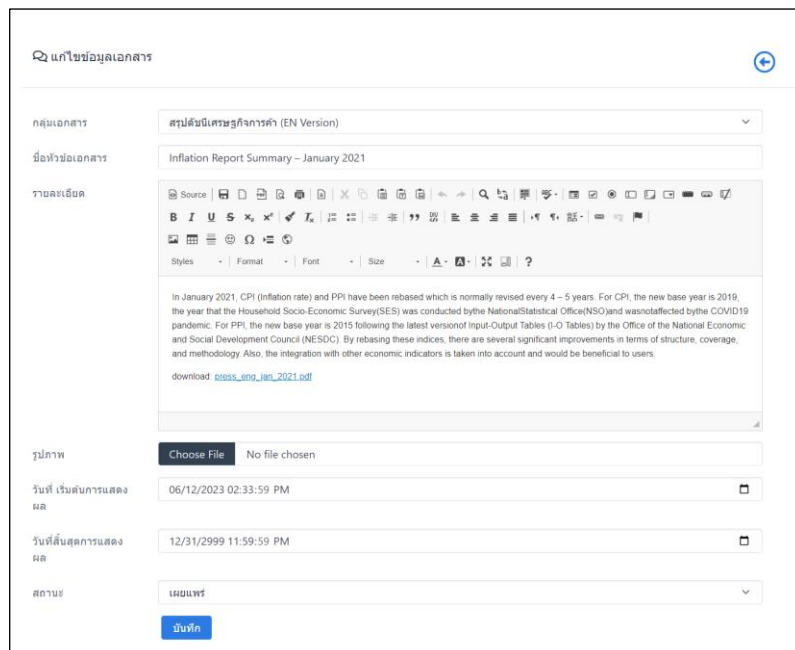 แก้ไขข้อมูลเอกสาร
กลุ่มเอกสาร
สรุปดัชนีเศรษฐกิจการค้า (EN Version)
ชื่อหัวข้อเอกสาร
Inflation Report Summary – January 2021
รายละเอียด
Source
B I U S x₂ x² Tx
Styles Format Font Size A A ?
In January 2021, CPI (Inflation rate) and PPI have been rebased which is normally revised every 4 – 5 years. For CPI, the new base year is 2019,
the year that the Household Socio-Economic Survey(SES) was conducted bythe NationalStatistical Office(NSO)and wasnotaffected bythe COVID19
pandemic. For PPI, the new base year is 2015 following the latest versionof Input-Output Tables (I-O Tables) by the Office of the National Economic
and Social Development Council (NESDC). By rebasing these indices, there are several significant improvements in terms of structure, coverage,
and methodology. Also, the integration with other economic indicators is taken into account and would be beneficial to users.
download: press_eng_jan_2021.pdf
รูปภาพ
Choose File No file chosen
วันที่ เริ่มต้นการแสดง
ผล
06/12/2023 02:33:59 PM
วันที่สิ้นสุดการแสดง
ผล
12/31/2999 11:59:59 PM
สถานะ
เผยแพร่
บันทึก